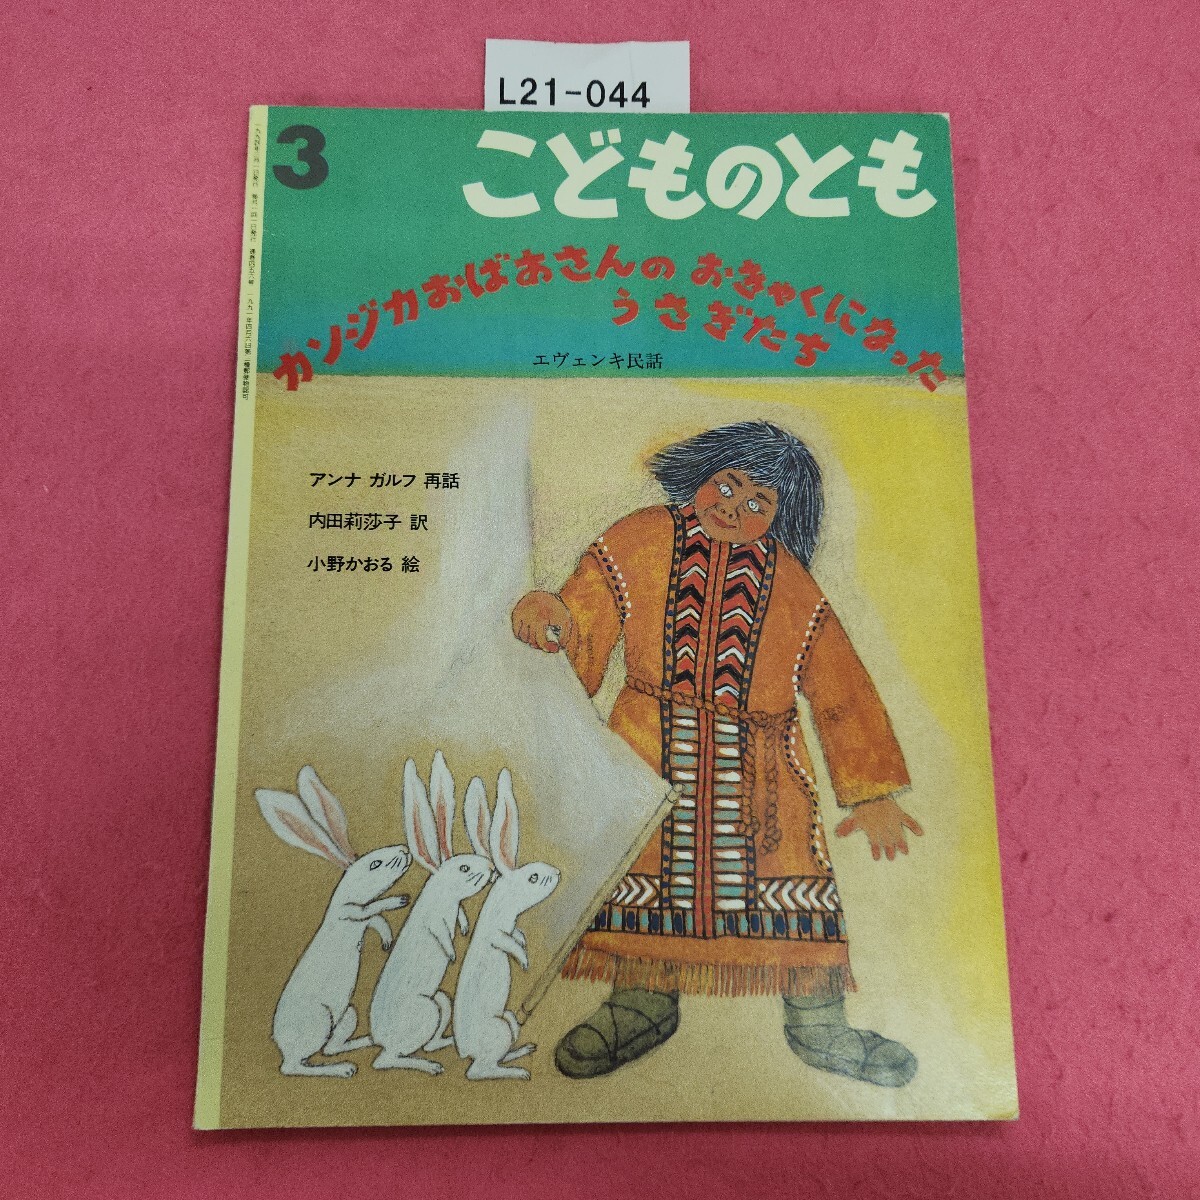 L21-044
3
こどものとも
カンジカおばあさんの おきゃくになった
うさぎたち
エヴェンキ民話
アンナ ガルフ 再話
内田莉莎子 訳
小野かおる 絵